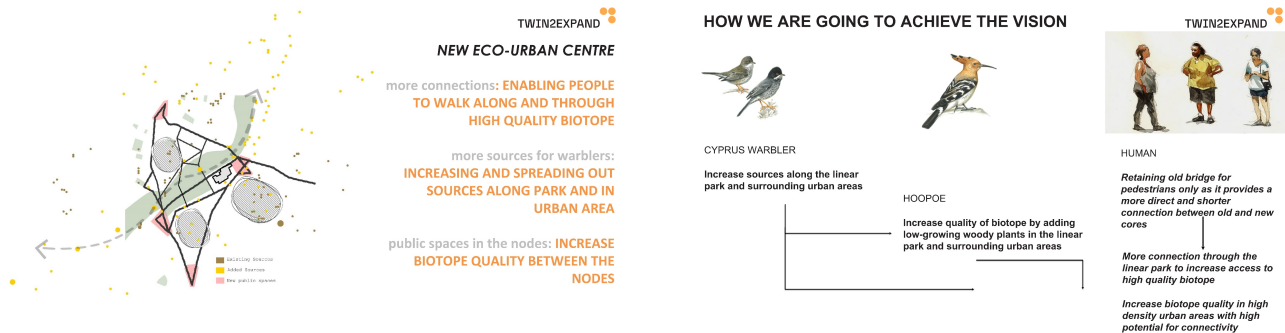 TWIN2EXPAND
NEW ECO-URBAN CENTRE
more connections: ENABLING PEOPLE
TO WALK ALONG AND THROUGH
HIGH QUALITY BIOTOPE
more sources for warblers:
INCREASING AND SPREADING OUT
SOURCES ALONG PARK AND IN
URBAN AREA
public spaces in the nodes: INCREASE
BIOTOPE QUALITY BETWEEN THE
NODES
Existing Sources
Added Sources
New public spaces
HOW WE ARE GOING TO ACHIEVE THE VISION
TWIN2EXPAND
CYPRUS WARBLER
Increase sources along the linear
park and surrounding urban areas
HOOPOE
Increase quality of biotope by adding
low-growing woody plants in the linear
park and surrounding urban areas
HUMAN
Retaining old bridge for
pedestrians only as it provides a
more direct and shorter
connection between old and new
cores
More connection through the
linear park to increase access to
high quality biotope
Increase biotope quality in high
density urban areas with high
potential for connectivity